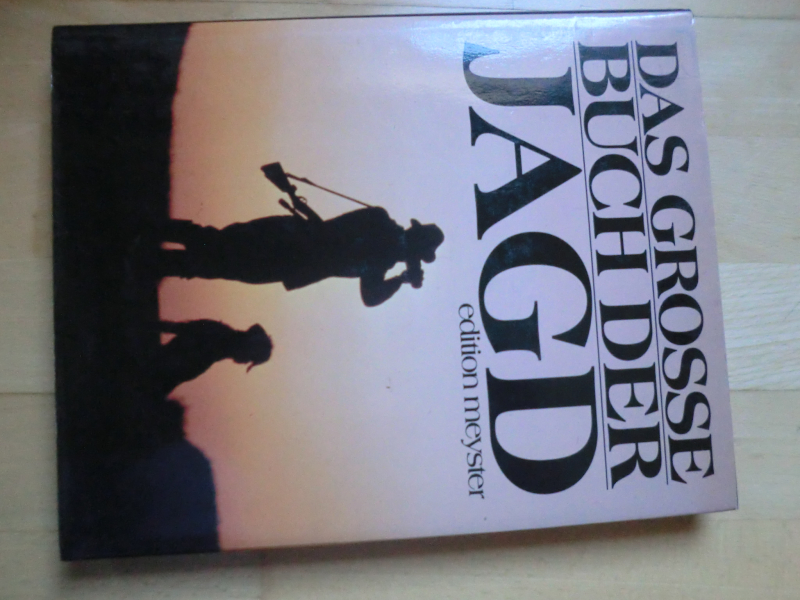 DAS GROSSE
BUCH DER
JAGD
edition meyster